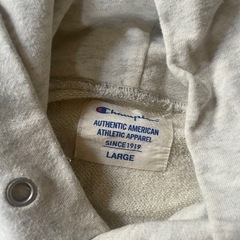 Champion
AUTHENTIC AMERICAN
ATHLETIC APPAREL
SINCE 1919
LARGE